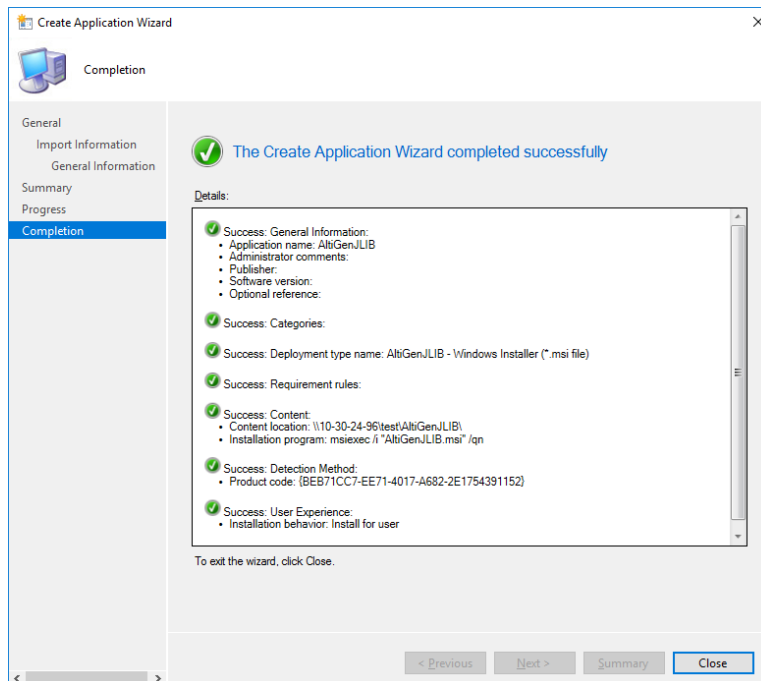 Create Application Wizard
Completion
General
Import Information
General Information
Summary
Progress
Completion
The Create Application Wizard completed successfully
Details:
Success: General Information:
• Application name: AltiGenJLIB
• Administrator comments:
• Publisher:
• Software version:
• Optional reference:
Success: Categories:
Success: Deployment type name: AltiGenJLIB - Windows Installer (*.msi file)
Success: Requirement rules:
Success: Content:
• Content location: \\10-30-24-96\test\AltiGenJLIB\
• Installation program: msiexec /i "AltiGenJLIB.msi" /qn
Success: Detection Method:
• Product code: {BEB71CC7-EE71-4017-A682-2E1754391152}
Success: User Experience:
• Installation behavior: Install for user
To exit the wizard, click Close.
< Previous
Next >
Summary
Close